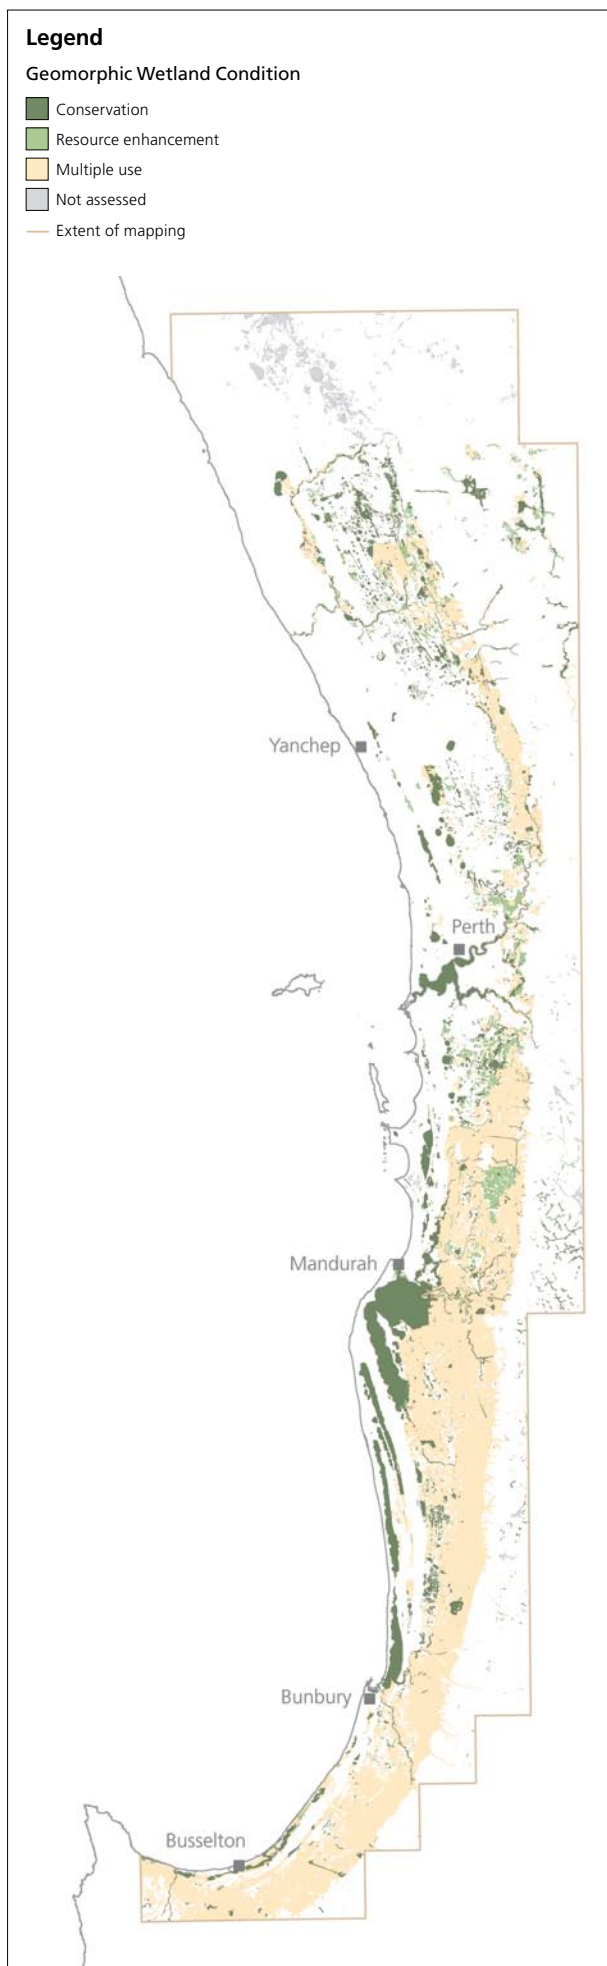 Legend
Geomorphic Wetland Condition
Conservation
Resource enhancement
Multiple use
Not assessed
Extent of mapping
Yanchep
Perth
Mandurah
Bunbury
Busselton